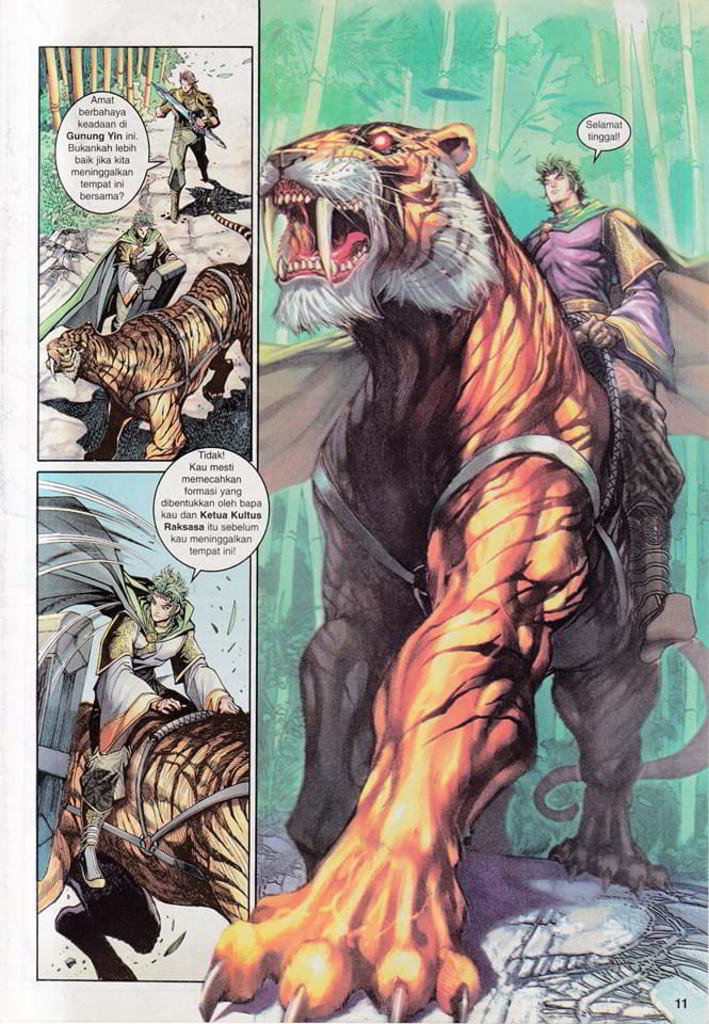 Amat
berbahaya
keadaan di
Gunung Yin ini.
Bukankah lebih
baik jika kita
meninggalkan
tempat ini
bersama?
Tidak!
Kau mesti
memecahkan
formasi yang
dibentukkan oleh bapa
kau dan Ketua Kultus
Raksasa itu sebelum
kau meninggalkan
tempat ini!
Selamat
tinggal!
11